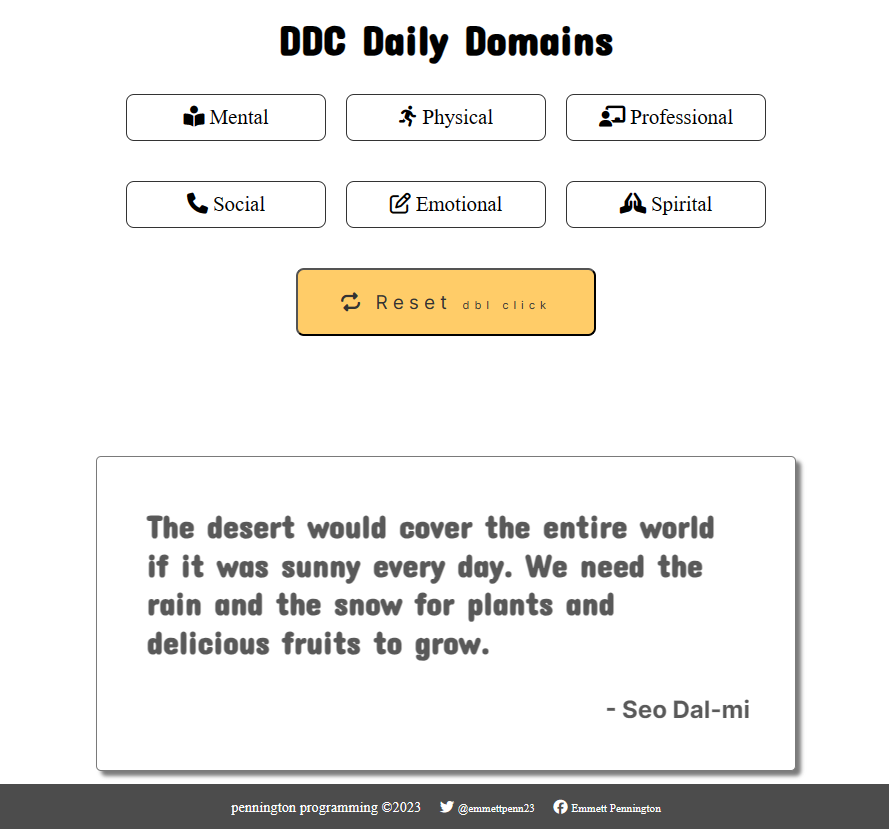 DDC Daily Domains
Mental
Physical
Professional
Social
Emotional
Spirital
Reset dbl click
The desert would cover the entire world
if it was sunny every day. We need the
rain and the snow for plants and
delicious fruits to grow.
- Seo Dal-mi
pennington programming ©2023 @emmettpenn23 Emmett Pennington